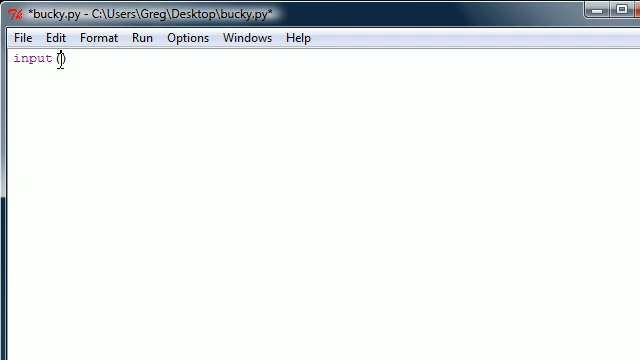 *bucky.py - C:\Users\Greg\Desktop\bucky.py*
File Edit Format Run Options Windows Help
input()